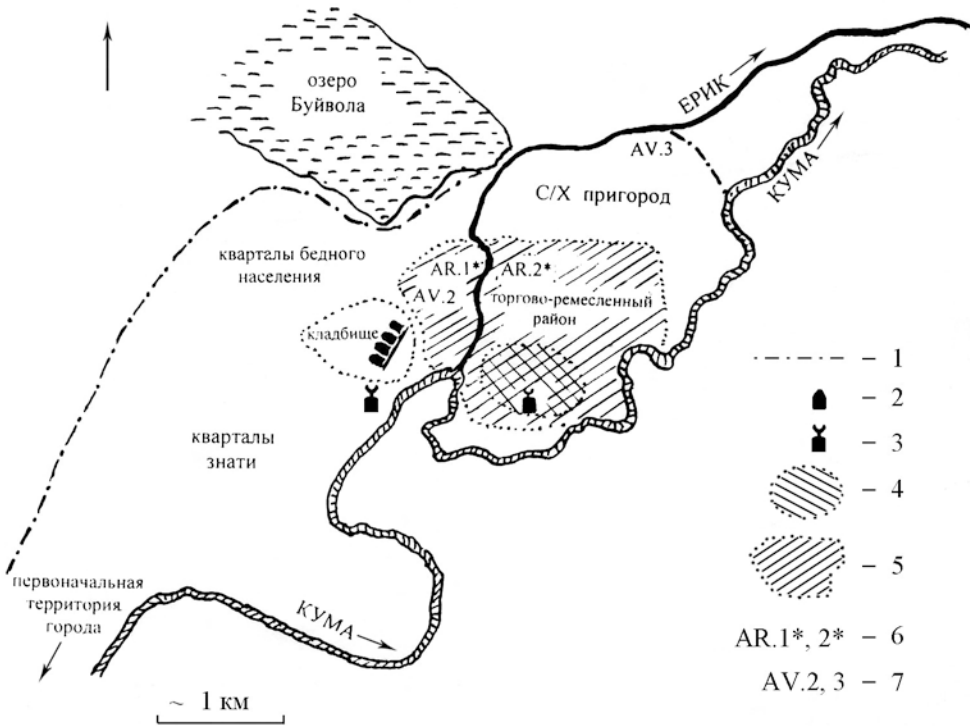 озеро
Буйвола
ЕРИК
AV.3
КУМА
С/Х пригород
кварталы бедного
населения
AR.1*
AR.2*
AV.2
торгово-ремесленный
район
кладбище
кварталы
знати
первоначальная
территория
города
КУМА
~ 1 км
– 1
– 2
– 3
– 4
– 5
AR.1*, 2* – 6
AV.2, 3 – 7